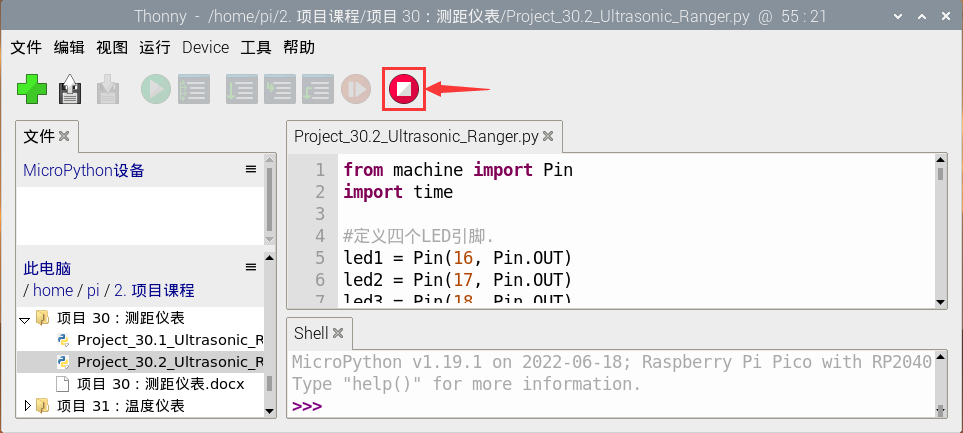 Thonny - /home/pi/2. 项目课程/项目 30：测距仪表/Project_30.2_Ultrasonic_Ranger.py @ 55 : 21
文件 编辑 视图 运行 Device 工具 帮助
文件
MicroPython设备
此电脑
/ home / pi / 2. 项目课程
项目 30：测距仪表
Project_30.1_Ultrasonic_R
Project_30.2_Ultrasonic_R
项目 30：测距仪表.docx
项目 31：温度仪表
Project_30.2_Ultrasonic_Ranger.py
1 from machine import Pin
2 import time
3
4 #定义四个LED引脚.
5 led1 = Pin(16, Pin.OUT)
6 led2 = Pin(17, Pin.OUT)
7 led3 = Pin(18, Pin.OUT)
Shell
MicroPython v1.19.1 on 2022-06-18; Raspberry Pi Pico with RP2040
Type "help()" for more information.
>>>